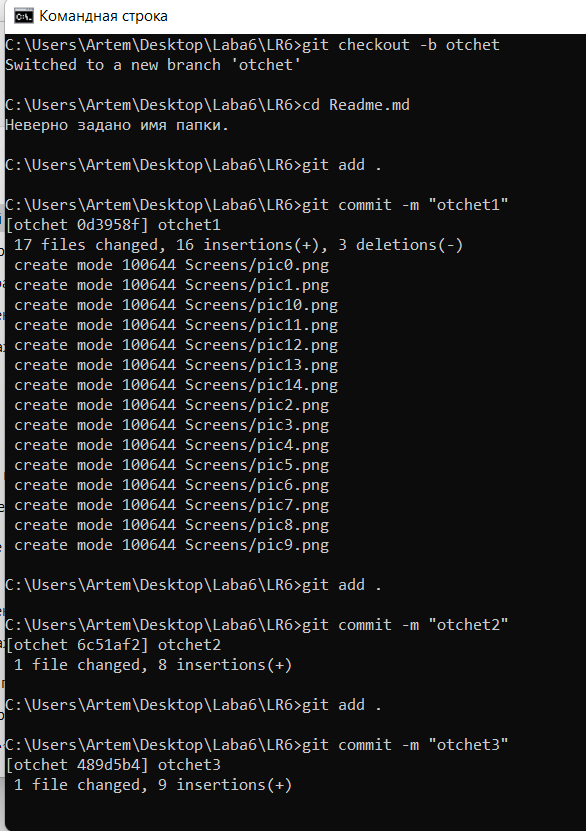 Командная строка
C:\Users\Artem\Desktop\Laba6\LR6>git checkout -b otchet
Switched to a new branch 'otchet'
C:\Users\Artem\Desktop\Laba6\LR6>cd Readme.md
Неверно задано имя папки.
C:\Users\Artem\Desktop\Laba6\LR6>git add .
C:\Users\Artem\Desktop\Laba6\LR6>git commit -m "otchet1"
[otchet 0d3958f] otchet1
 17 files changed, 16 insertions(+), 3 deletions(-)
 create mode 100644 Screens/pic0.png
 create mode 100644 Screens/pic1.png
 create mode 100644 Screens/pic10.png
 create mode 100644 Screens/pic11.png
 create mode 100644 Screens/pic12.png
 create mode 100644 Screens/pic13.png
 create mode 100644 Screens/pic14.png
 create mode 100644 Screens/pic2.png
 create mode 100644 Screens/pic3.png
 create mode 100644 Screens/pic4.png
 create mode 100644 Screens/pic5.png
 create mode 100644 Screens/pic6.png
 create mode 100644 Screens/pic7.png
 create mode 100644 Screens/pic8.png
 create mode 100644 Screens/pic9.png
C:\Users\Artem\Desktop\Laba6\LR6>git add .
C:\Users\Artem\Desktop\Laba6\LR6>git commit -m "otchet2"
[otchet 6c51af2] otchet2
 1 file changed, 8 insertions(+)
C:\Users\Artem\Desktop\Laba6\LR6>git add .
C:\Users\Artem\Desktop\Laba6\LR6>git commit -m "otchet3"
[otchet 489d5b4] otchet3
 1 file changed, 9 insertions(+)